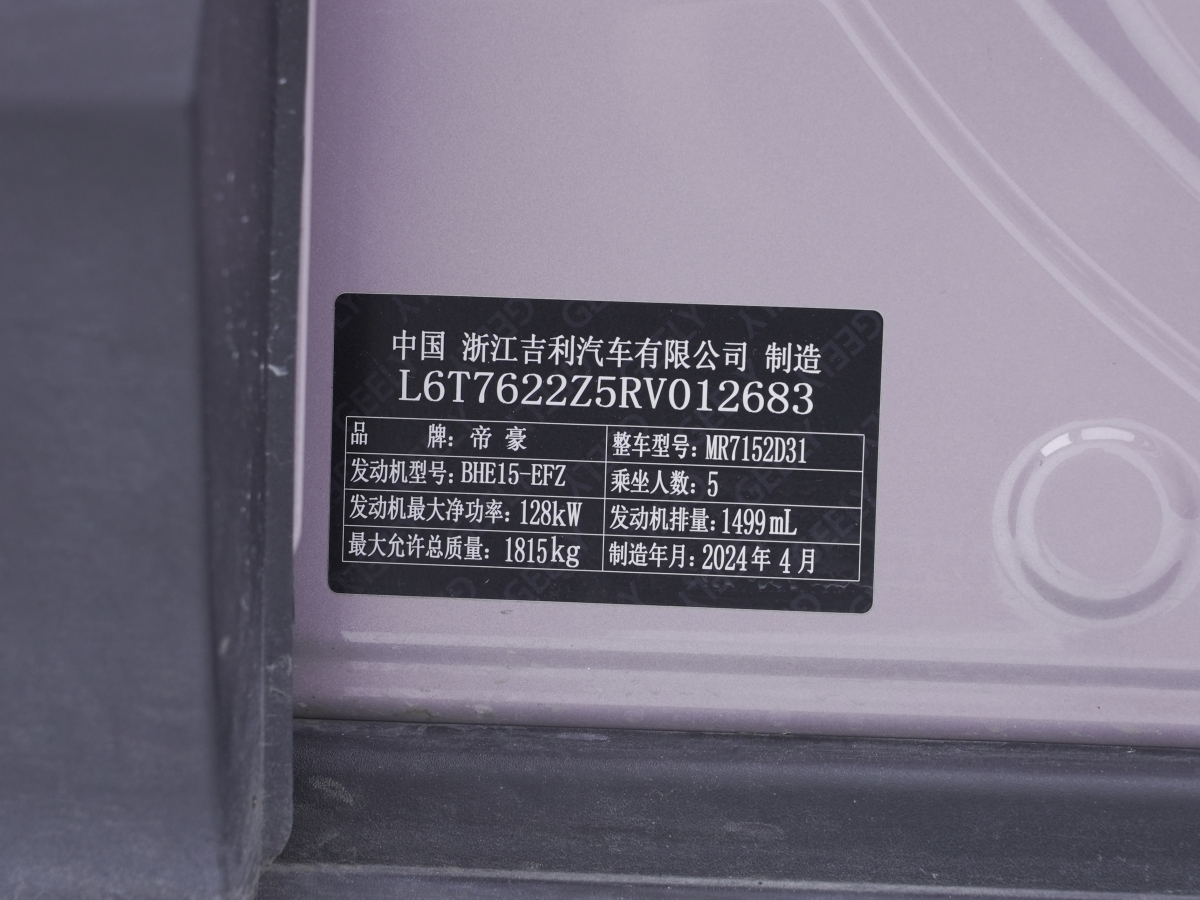 中国 浙江吉利汽车有限公司 制造
L6T7622Z5RV012683
品 牌: 帝豪 整车型号: MR7152D31
发动机型号: BHE15-EFZ 乘坐人数: 5
发动机最大净功率: 128kW 发动机排量: 1499mL
最大允许总质量: 1815kg 制造年月: 2024年4月